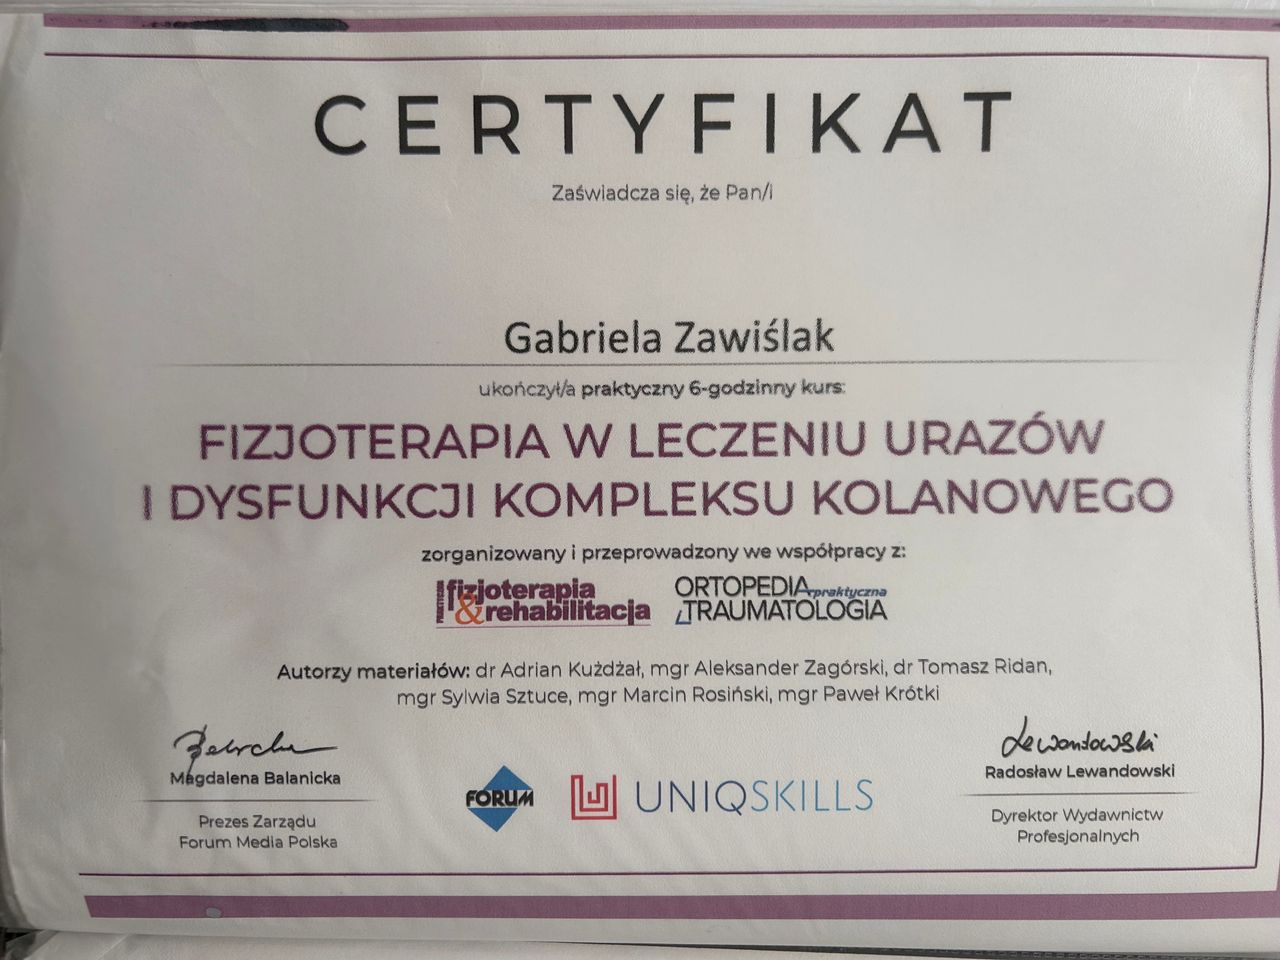 CERTYFIKAT
Zaświadcza się, że Pan/i
Gabriela Zawiślak
ukończył/a praktyczny 6-godzinny kurs:
FIZJOTERAPIA W LECZENIU URAZÓW
I DYSFUNKCJI KOMPLEKSU KOLANOWEGO
zorganizowany i przeprowadzony we współpracy z:
PRAKTYCZNA fizjoterapia
& rehabilitacja
ORTOPEDIA praktyczna
i TRAUMATOLOGIA
Autorzy materiałów: dr Adrian Kużdżał, mgr Aleksander Zagórski, dr Tomasz Ridan,
mgr Sylwia Sztuce, mgr Marcin Rosiński, mgr Paweł Krótki
Lewandowski
Magdalena Balanicka
Radosław Lewandowski
FORUM
UNIQSKILLS
Prezes Zarządu
Forum Media Polska
Dyrektor Wydawnictw
Profesjonalnych